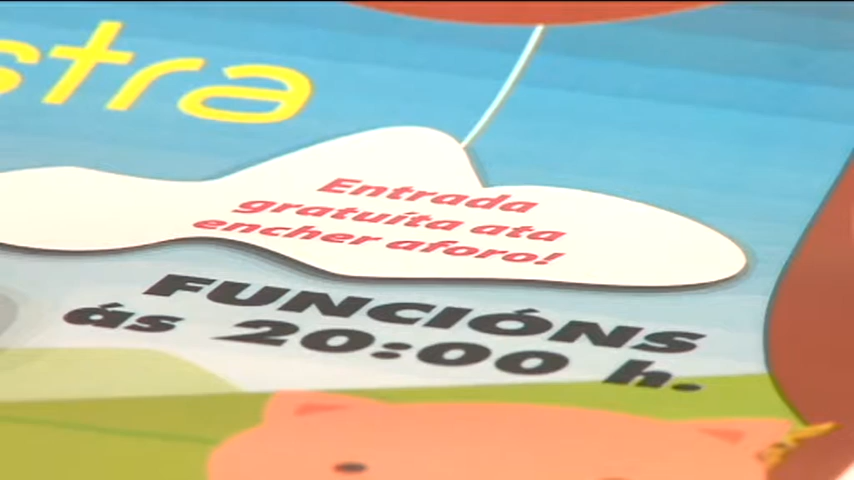 stra
Entrada
gratuíta ata
encher aforo!
FUNCIÓNS
ás 20:00 h.